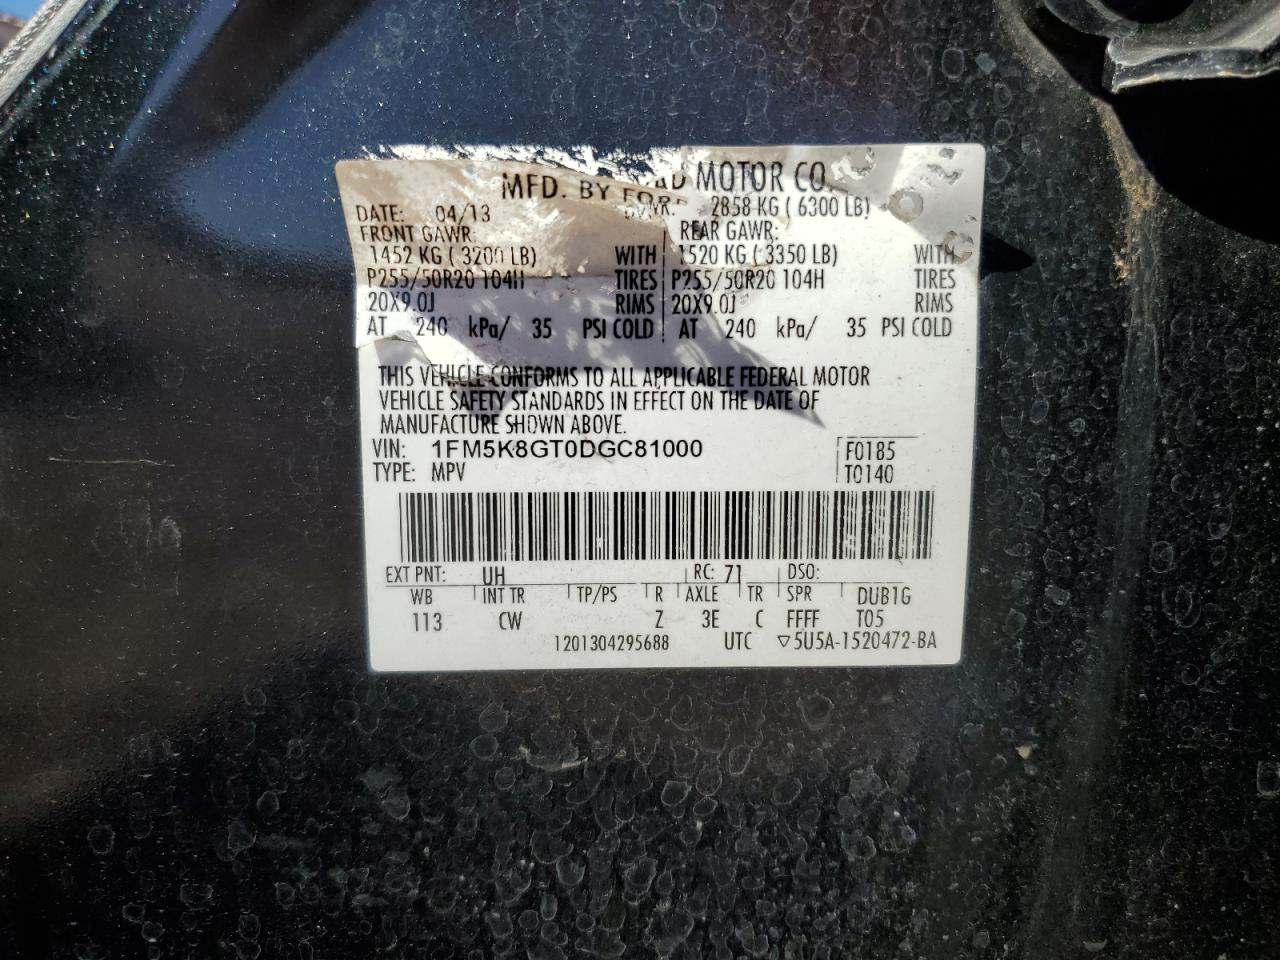 MFD. BY FORD MOTOR CO.
DATE: 04/13 GVWR: 2858 KG ( 6300 LB)
FRONT GAWR: REAR GAWR:
1452 KG ( 3200 LB) WITH 1520 KG ( 3350 LB) WITH
P255/50R20 104H TIRES P255/50R20 104H TIRES
20X9.0J RIMS 20X9.0J RIMS
AT 240 kPa/ 35 PSI COLD AT 240 kPa/ 35 PSI COLD
THIS VEHICLE CONFORMS TO ALL APPLICABLE FEDERAL MOTOR
VEHICLE SAFETY STANDARDS IN EFFECT ON THE DATE OF
MANUFACTURE SHOWN ABOVE.
VIN: 1FM5K8GT0DGC81000 F0185
TYPE: MPV T0140
EXT PNT: UH RC: 71 DSO:
WB INT TR TP/PS R AXLE TR SPR DUB1G
113 CW Z 3E C FFFF T05
1201304295688 UTC ▽5U5A-1520472-BA